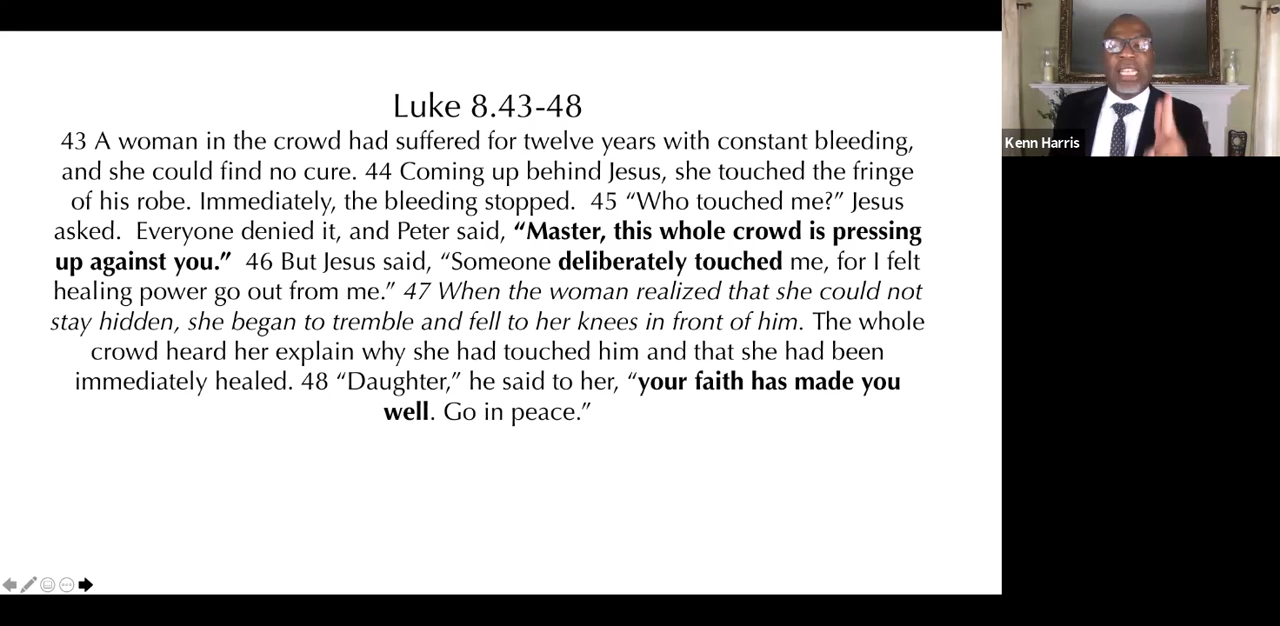 Luke 8.43-48
43 A woman in the crowd had suffered for twelve years with constant bleeding,
and she could find no cure. 44 Coming up behind Jesus, she touched the fringe
of his robe. Immediately, the bleeding stopped.  45 “Who touched me?” Jesus
asked.  Everyone denied it, and Peter said, “Master, this whole crowd is pressing
up against you.”  46 But Jesus said, “Someone deliberately touched me, for I felt
healing power go out from me.” 47 When the woman realized that she could not
stay hidden, she began to tremble and fell to her knees in front of him. The whole
crowd heard her explain why she had touched him and that she had been
immediately healed. 48 “Daughter,” he said to her, “your faith has made you
well. Go in peace.”
Kenn Harris